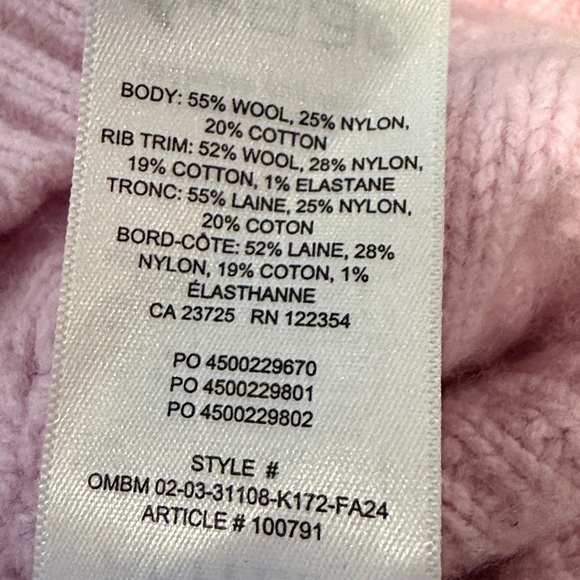 BODY: 55% WOOL, 25% NYLON,
20% COTTON
RIB TRIM: 52% WOOL, 28% NYLON,
19% COTTON, 1% ELASTANE
TRONC: 55% LAINE, 25% NYLON,
20% COTON
BORD-CÔTE: 52% LAINE, 28%
NYLON, 19% COTON, 1%
ÉLASTHANNE
CA 23725 RN 122354
PO 4500229670
PO 4500229801
PO 4500229802
STYLE #
OMBM 02-03-31108-K172-FA24
ARTICLE # 100791